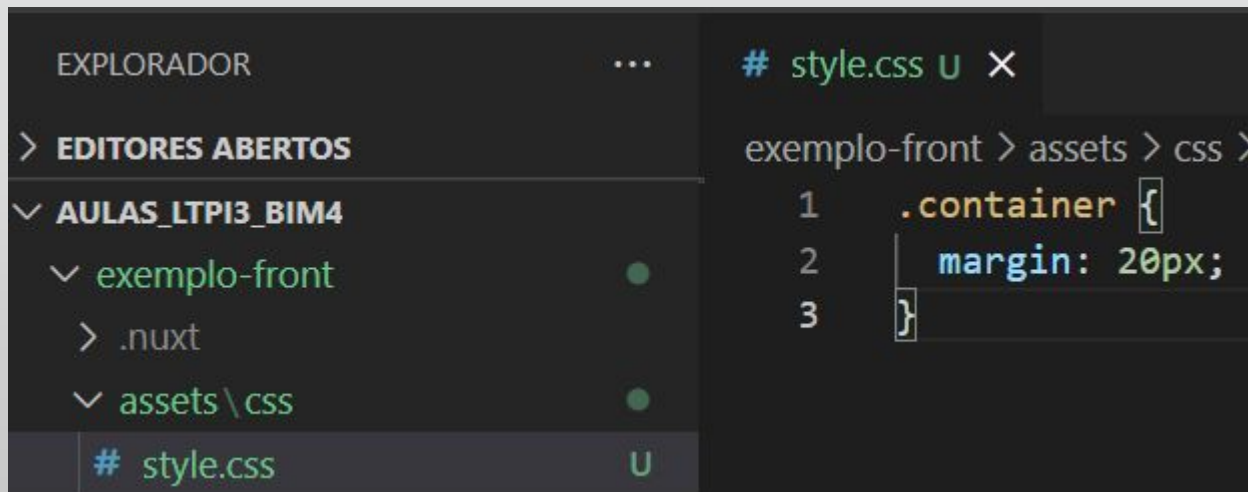 EXPLORADOR ...
> EDITORES ABERTOS
AULAS_LTPI3_BIM4
exemplo-front
> .nuxt
assets\css
# style.css U
# style.css U ×
exemplo-front > assets > css >
1 .container {
2 margin: 20px;
3 }